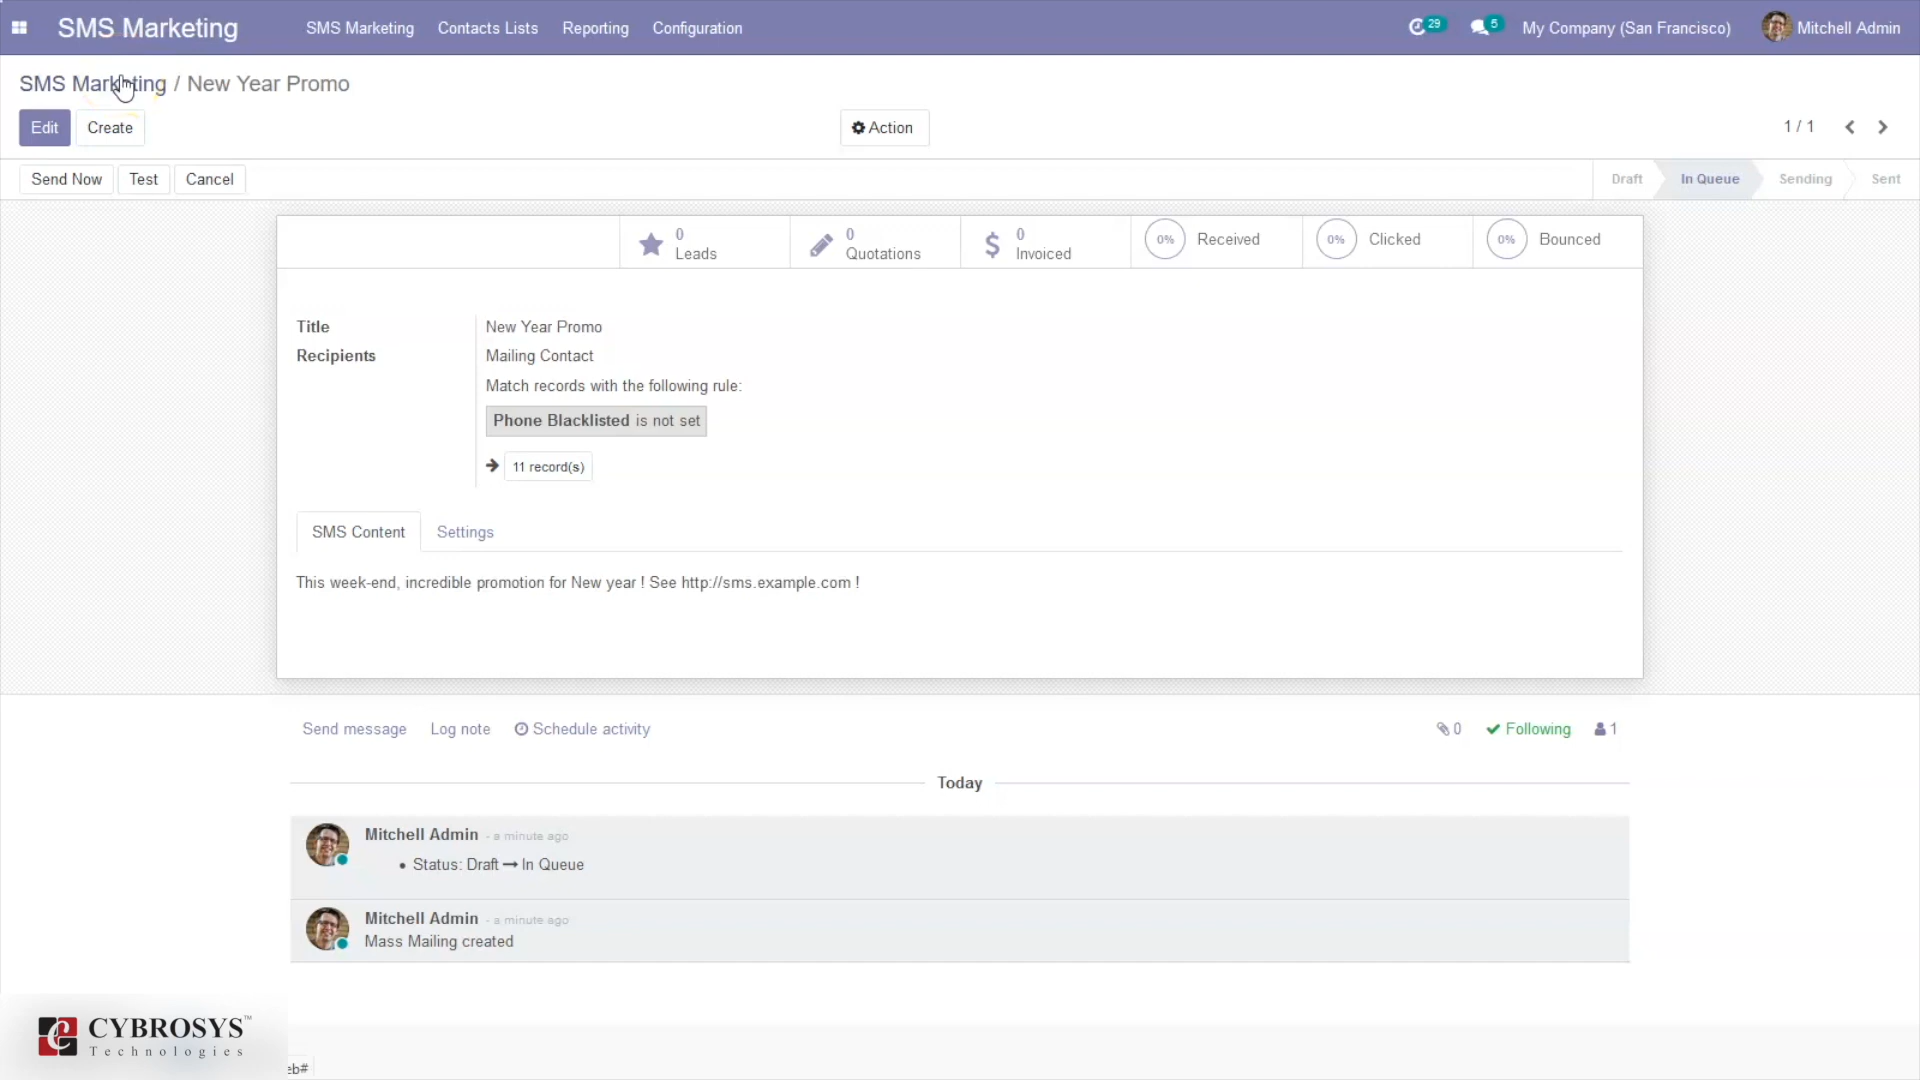 SMS Marketing SMS Marketing Contacts Lists Reporting Configuration 29 5 My Company (San Francisco) Mitchell Admin
SMS Marketing / New Year Promo
Edit Create Action 1 / 1
Send Now Test Cancel Draft In Queue Sending Sent
0 Leads 0 Quotations 0 Invoiced 0% Received 0% Clicked 0% Bounced
Title New Year Promo
Recipients Mailing Contact
Match records with the following rule:
Phone Blacklisted is not set
11 record(s)
SMS Content Settings
This week-end, incredible promotion for New year ! See http://sms.example.com !
Send message Log note Schedule activity 0 Following 1
Today
Mitchell Admin - a minute ago
• Status: Draft → In Queue
Mitchell Admin - a minute ago
Mass Mailing created
CYBROSYS™
Technologies
eb#